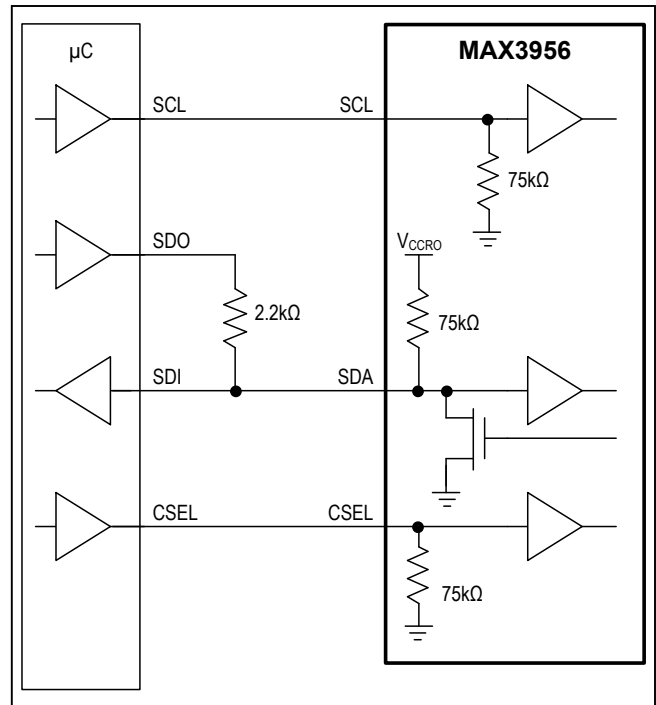 µC
MAX3956
SCL
SCL
75kΩ
SDO
V_CCRO
2.2kΩ
75kΩ
SDI
SDA
CSEL
CSEL
75kΩ